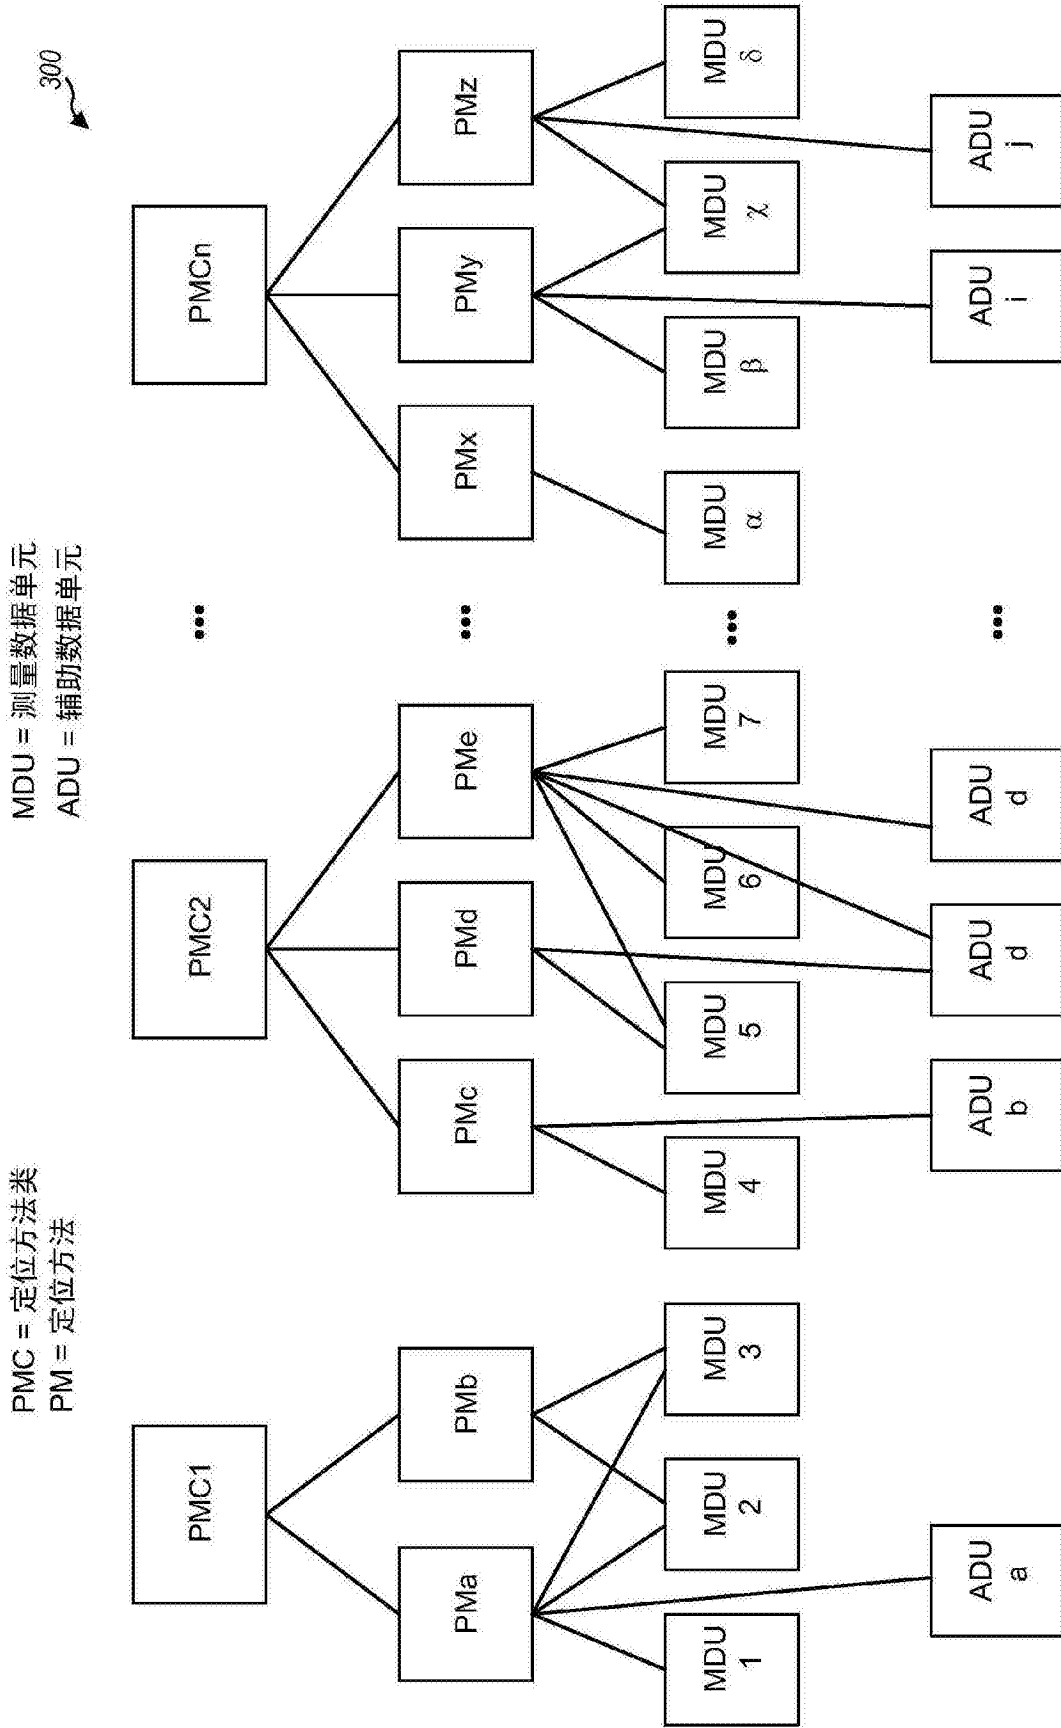 PMC = 定位方法类
PM = 定位方法
MDU = 测量数据单元
ADU = 辅助数据单元
300
PMC1
PMC2
•••
PMCn
PMa
PMb
PMc
PMd
PMe
•••
PMx
PMy
PMz
MDU
1
MDU
2
MDU
3
MDU
4
MDU
5
MDU
6
MDU
7
•••
MDU
α
MDU
β
MDU
χ
MDU
δ
ADU
a
ADU
b
ADU
d
ADU
d
•••
ADU
i
ADU
j